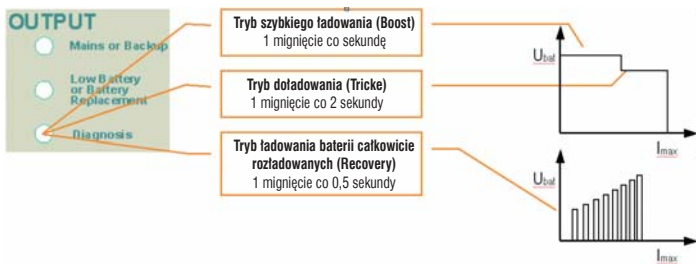 OUTPUT
Mains or Backup
Low Battery
or Battery
Replacement
Diagnosis
Tryb szybkiego ładowania (Boost)
1 mignięcie co sekundę
Tryb doładowania (Tricke)
1 mignięcie co 2 sekundy
Tryb ładowania baterii całkowicie
rozładowanych (Recovery)
1 mignięcie co 0,5 sekundy
Ubat
Imax
Ubat
Imax